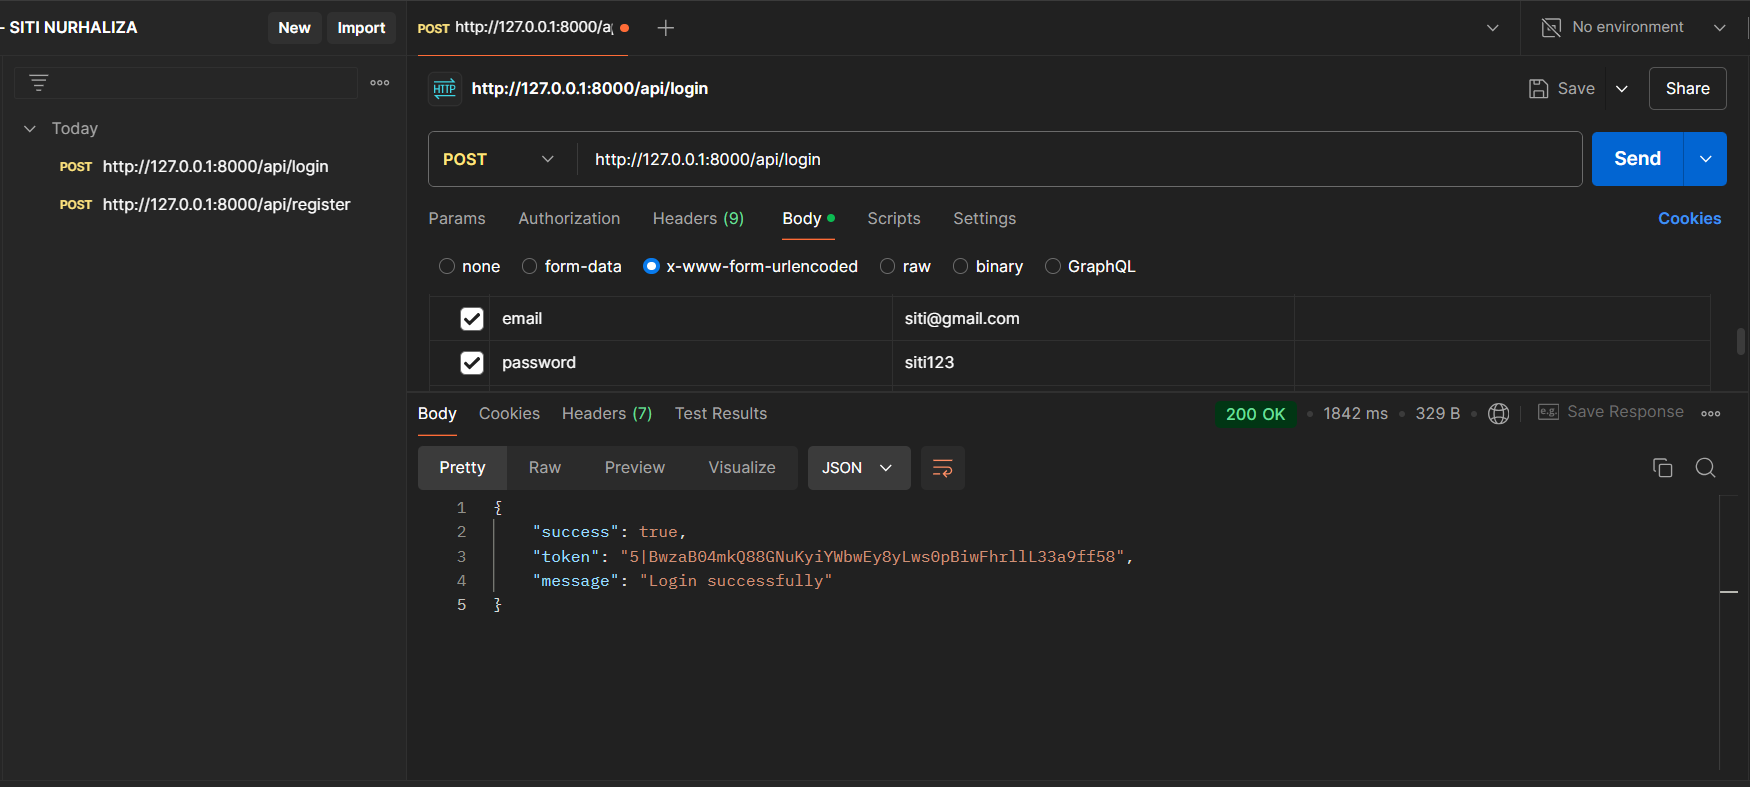 - SITI NURHALIZA
New
Import
POST http://127.0.0.1:8000/a
No environment
HTTP http://127.0.0.1:8000/api/login
Save
Share
Today
POST http://127.0.0.1:8000/api/login
POST http://127.0.0.1:8000/api/register
POST http://127.0.0.1:8000/api/login
Send
Params Authorization Headers (9) Body Scripts Settings Cookies
none form-data x-www-form-urlencoded raw binary GraphQL
email siti@gmail.com
password siti123
Body Cookies Headers (7) Test Results 200 OK 1842 ms 329 B e.g. Save Response
Pretty Raw Preview Visualize JSON
1 {
2 "success": true,
3 "token": "5|BwzaB04mkQ88GNuKyiYWbwEy8yLws0pBiwFhrllL33a9ff58",
4 "message": "Login successfully"
5 }